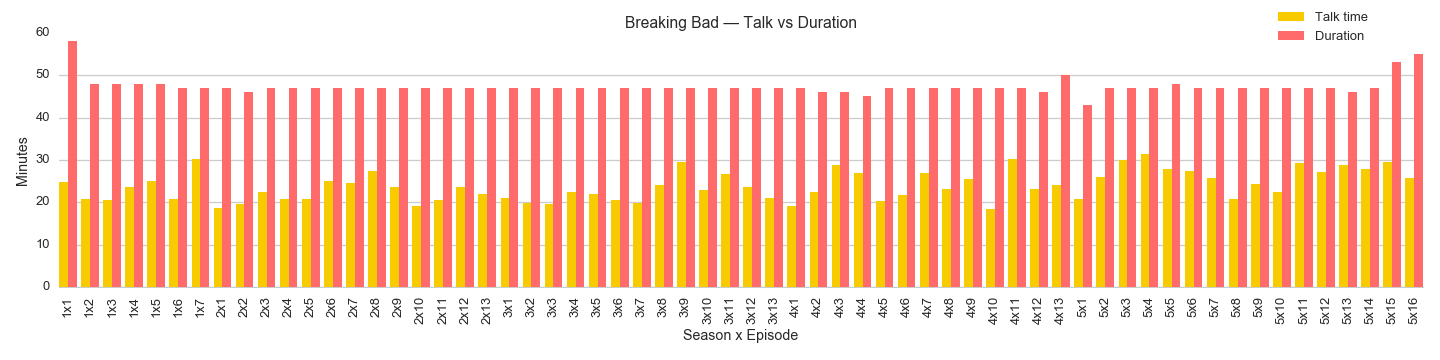 Breaking Bad — Talk vs Duration
Talk time
Duration
Minutes
60
50
40
30
20
10
0
1x1 1x2 1x3 1x4 1x5 1x6 1x7 2x1 2x2 2x3 2x4 2x5 2x6 2x7 2x8 2x9 2x10 2x11 2x12 2x13 3x1 3x2 3x3 3x4 3x5 3x6 3x7 3x8 3x9 3x10 3x11 3x12 3x13 4x1 4x2 4x3 4x4 4x5 4x6 4x7 4x8 4x9 4x10 4x11 4x12 4x13 5x1 5x2 5x3 5x4 5x5 5x6 5x7 5x8 5x9 5x10 5x11 5x12 5x13 5x14 5x15 5x16
Season x Episode